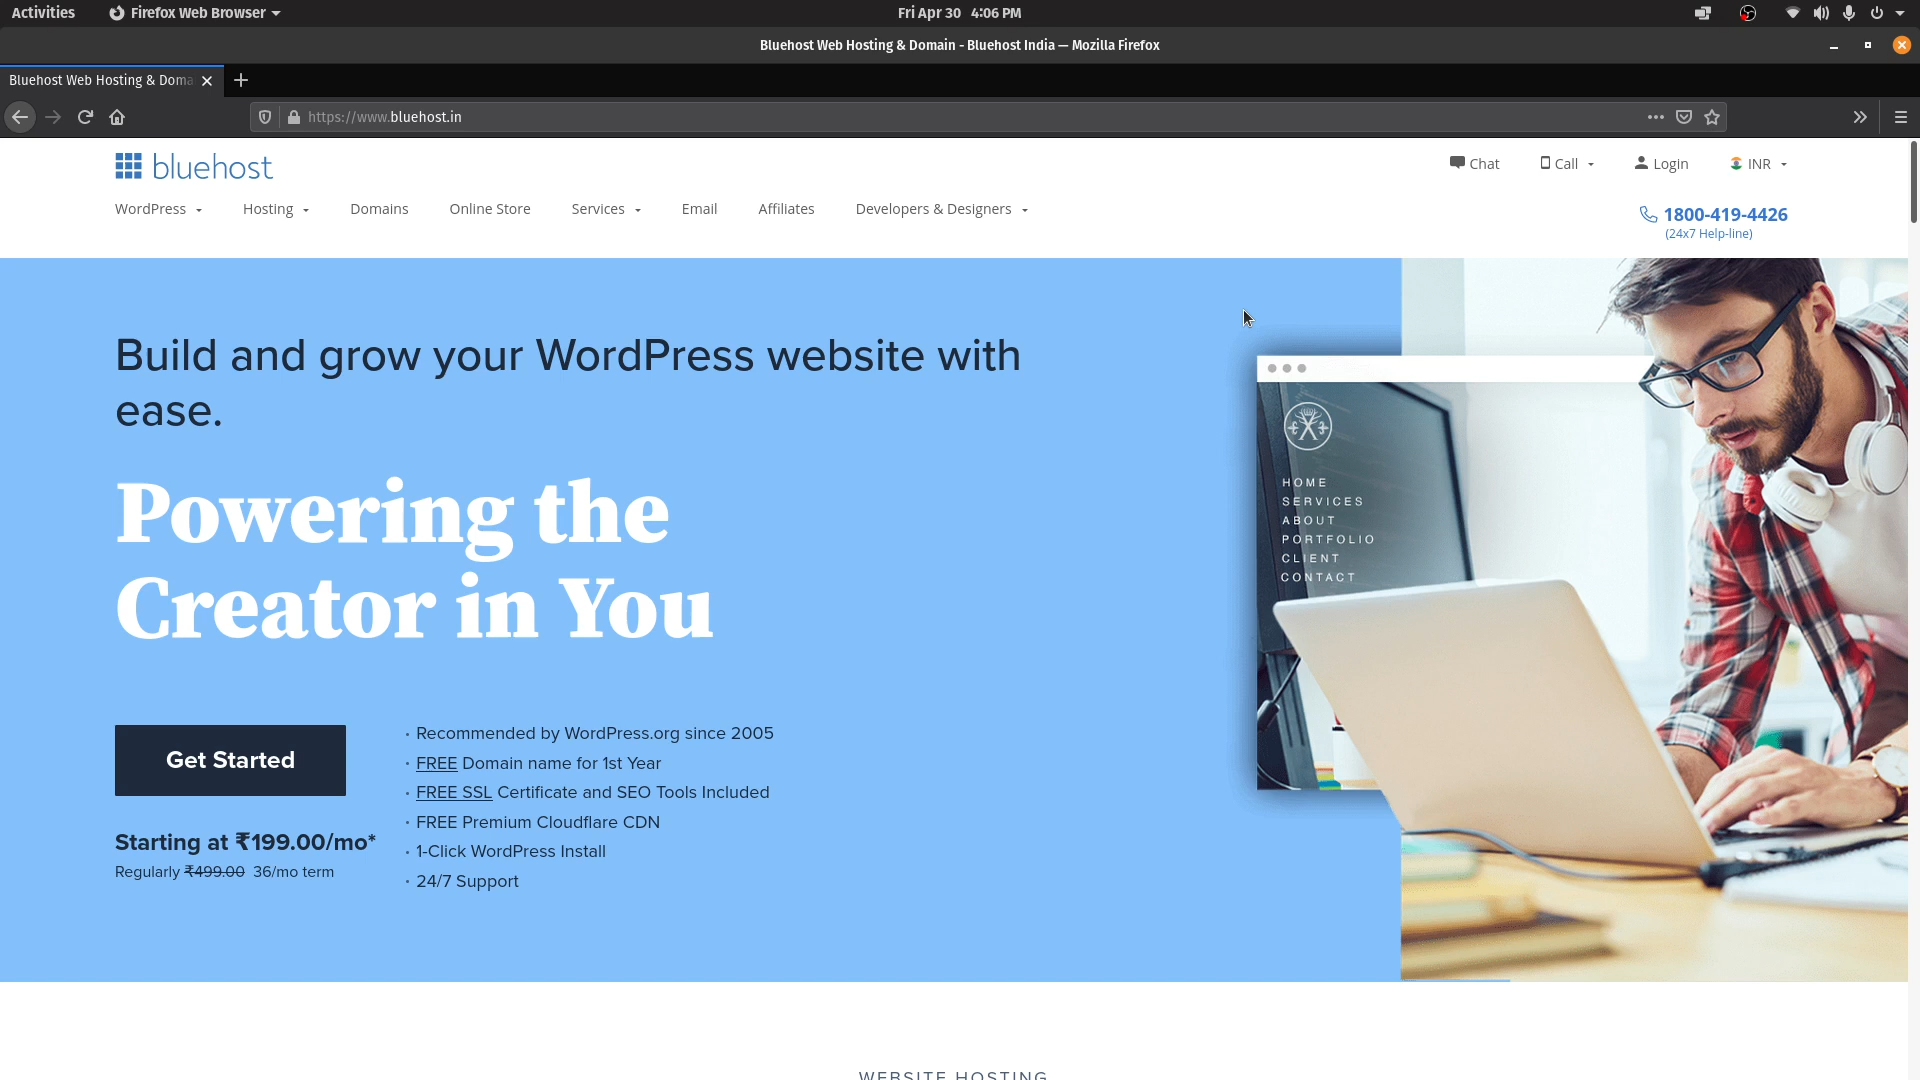 Activities Firefox Web Browser Fri Apr 30 4:06 PM
Bluehost Web Hosting & Domain - Bluehost India — Mozilla Firefox
Bluehost Web Hosting & Doma
https://www.bluehost.in
bluehost
Chat Call Login INR
WordPress Hosting Domains Online Store Services Email Affiliates Developers & Designers
1800-419-4426
(24x7 Help-line)
Build and grow your WordPress website with
ease.
Powering the
Creator in You
HOME
SERVICES
ABOUT
PORTFOLIO
CLIENT
CONTACT
Get Started
Starting at ₹199.00/mo*
Regularly ₹499.00 36/mo term
· Recommended by WordPress.org since 2005
· FREE Domain name for 1st Year
· FREE SSL Certificate and SEO Tools Included
· FREE Premium Cloudflare CDN
· 1-Click WordPress Install
· 24/7 Support
WEBSITE HOSTING